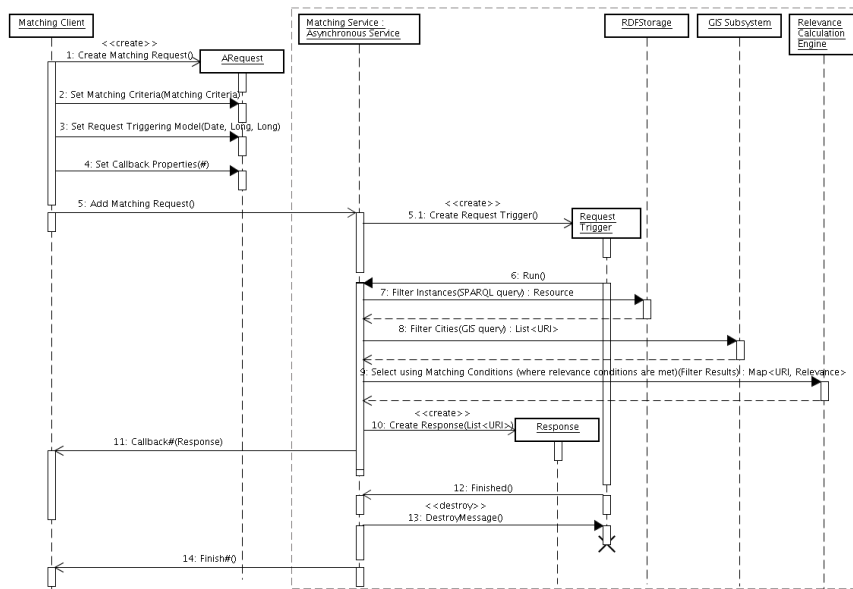 Matching Client
Matching Service :
Asynchronous Service
RDFStorage
GIS Subsystem
Relevance
Calculation
Engine
<<create>>
1: Create Matching Request()
ARequest
2: Set Matching Criteria(Matching Criteria)
3: Set Request Triggering Model(Date, Long, Long)
4: Set Callback Properties(#)
5: Add Matching Request()
<<create>>
5.1: Create Request Trigger()
Request
Trigger
6: Run()
7: Filter Instances(SPARQL query) : Resource
8: Filter Cities(GIS query) : List<URI>
9: Select using Matching Conditions (where relevance conditions are met)(Filter Results) : Map<URI, Relevance>
<<create>>
10: Create Response(List<URI>)
Response
11: Callback#(Response)
12: Finished()
<<destroy>>
13: DestroyMessage()
14: Finish#()